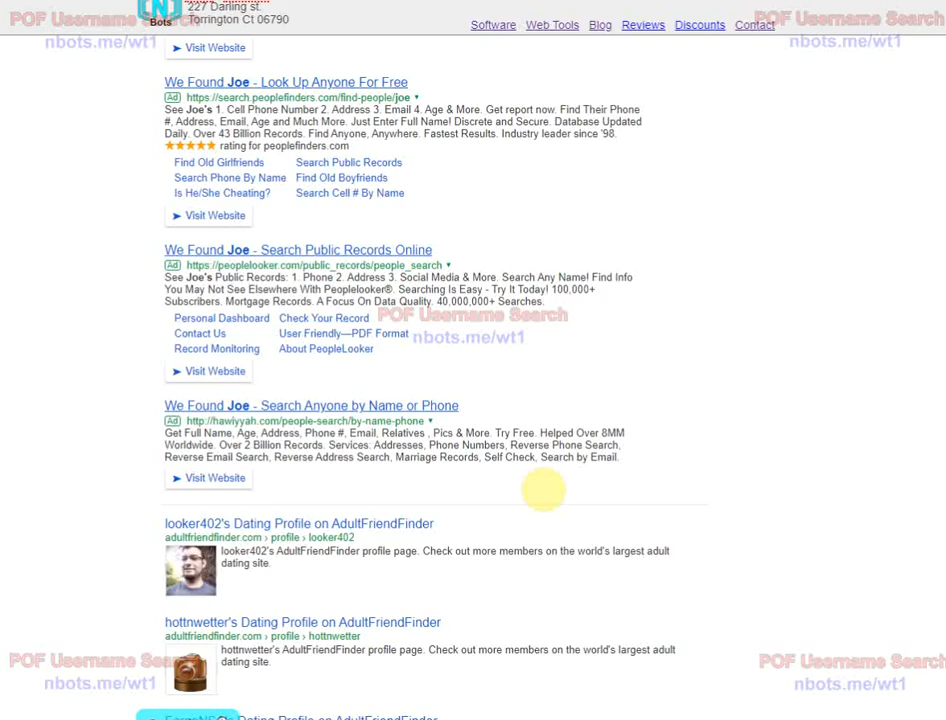 POF Username Search
nbots.me/wt1
N
Bots
227 Darling st.
Torrington Ct 06790
Software Web Tools Blog Reviews Discounts Contact
POF Username Search
nbots.me/wt1
➤ Visit Website
We Found Joe - Look Up Anyone For Free
Ad https://search.peoplefinders.com/find-people/joe ▾
See Joe's 1. Cell Phone Number 2. Address 3. Email 4. Age & More. Get report now. Find Their Phone
#, Address, Email, Age and Much More. Just Enter Full Name! Discrete and Secure. Database Updated
Daily. Over 43 Billion Records. Find Anyone, Anywhere. Fastest Results. Industry leader since '98.
★★★★★ rating for peoplefinders.com
Find Old Girlfriends Search Public Records
Search Phone By Name Find Old Boyfriends
Is He/She Cheating? Search Cell # By Name
➤ Visit Website
We Found Joe - Search Public Records Online
Ad https://peoplelooker.com/public_records/people_search ▾
See Joe's Public Records: 1. Phone 2. Address 3. Social Media & More. Search Any Name! Find Info
You May Not See Elsewhere With Peoplelooker®. Searching Is Easy - Try It Today! 100,000+
Subscribers. Mortgage Records. A Focus On Data Quality. 40,000,000+ Searches.
Personal Dashboard Check Your Record
Contact Us User Friendly—PDF Format
Record Monitoring About PeopleLooker
POF Username Search
nbots.me/wt1
➤ Visit Website
We Found Joe - Search Anyone by Name or Phone
Ad http://hawiyyah.com/people-search/by-name-phone ▾
Get Full Name, Age, Address, Phone #, Email, Relatives , Pics & More. Try Free. Helped Over 8MM
Worldwide. Over 2 Billion Records. Services: Addresses, Phone Numbers, Reverse Phone Search,
Reverse Email Search, Reverse Address Search, Marriage Records, Self Check, Search by Email.
➤ Visit Website
looker402's Dating Profile on AdultFriendFinder
adultfriendfinder.com › profile › looker402
looker402's AdultFriendFinder profile page. Check out more members on the world's largest adult
dating site.
hottnwetter's Dating Profile on AdultFriendFinder
adultfriendfinder.com › profile › hottnwetter
hottnwetter's AdultFriendFinder profile page. Check out more members on the world's largest adult
dating site.
POF Username Sea
nbots.me/wt1
POF Username Search
nbots.me/wt1
Dating Profile on AdultFriendFinder